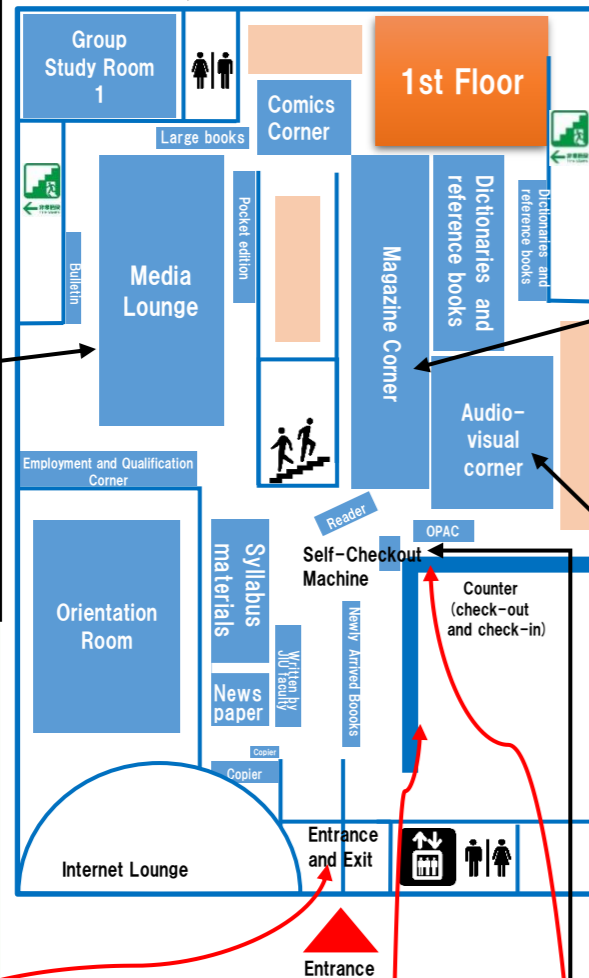 Group
Study Room
1
1st Floor
Comics
Corner
Large books
Media
Lounge
Pocket edition
Bulletin
Magazine Corner
Dictionaries and
reference books
Dictionaries and
reference books
Audio-
visual
corner
Employment and Qualification
Corner
Reader
OPAC
Self-Checkout
Machine
Counter
(check-out
and check-in)
Orientation
Room
Syllabus
materials
Written by
JIU faculty
Newly Arrived Boooks
News
paper
Copier
Copier
Internet Lounge
Entrance
and Exit
Entrance